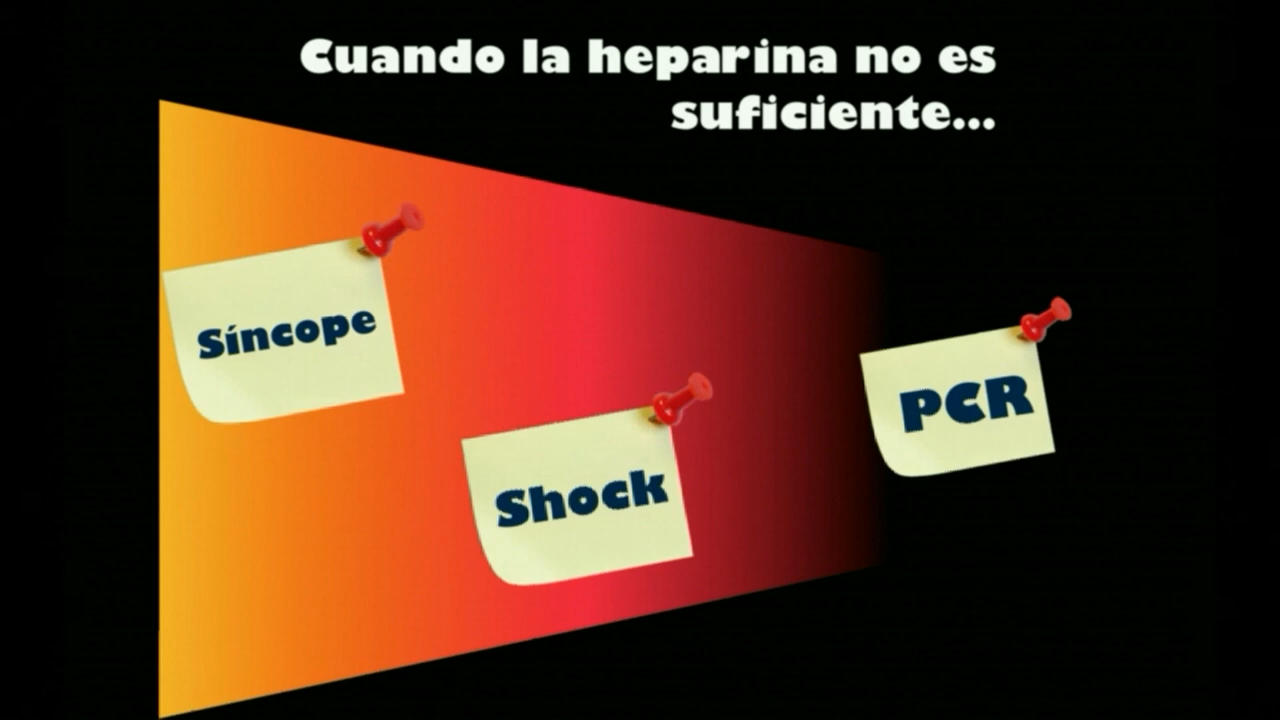 Cuando la heparina no es
suficiente...
Síncope
Shock
PCR